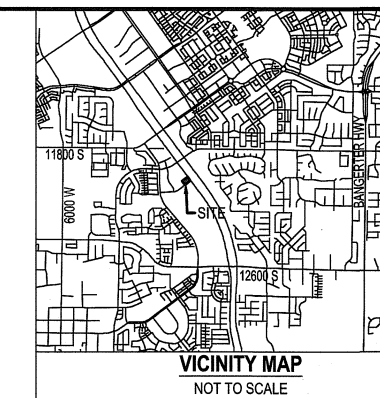 11800 S
BANGERTER HWY
6000 W
SITE
12600 S
VICINITY MAP
NOT TO SCALE